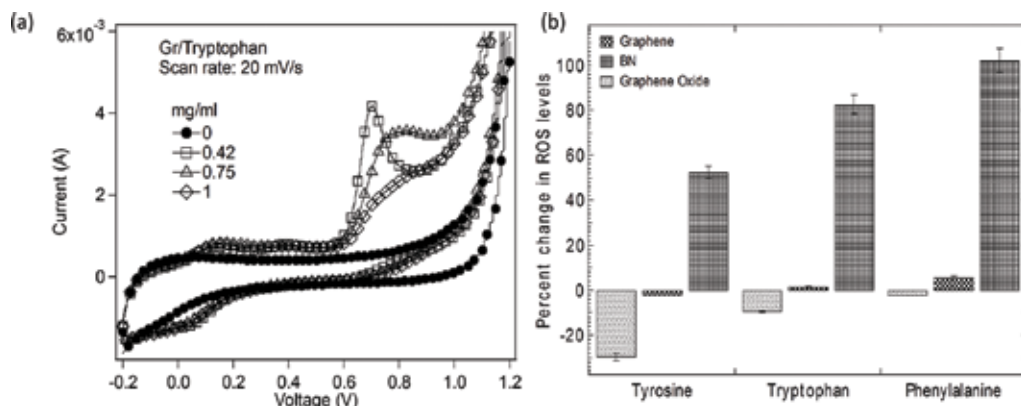 (a)
6x10-3
4
2
0
Current (A)
Gr/Tryptophan
Scan rate: 20 mV/s
mg/ml
0
0.42
0.75
1
-0.2
0.0
0.2
0.4
0.6
0.8
1.0
1.2
Voltage (V)
(b)
Percent change in ROS levels
100
80
60
40
20
0
-20
Graphene
BN
Graphene Oxide
Tyrosine
Tryptophan
Phenylalanine